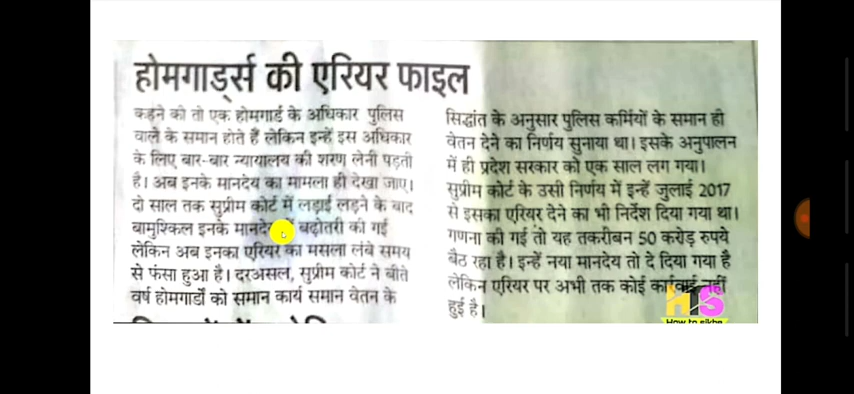 होमगार्ड्स की एरियर फाइल
कहने को तो एक होमगार्ड के अधिकार पुलिस
वाले के समान होते हैं लेकिन इन्हें इस अधिकार
के लिए बार-बार न्यायालय की शरण लेनी पड़ती
है। अब इनके मानदेय का मामला ही देखा जाए।
दो साल तक सुप्रीम कोर्ट में लड़ाई लड़ने के बाद
बामुश्किल इनके बढ़ोतरी की गई
लेकिन अब इनका एरियर का मसला लंबे समय
से फंसा हुआ है। दरअसल, सुप्रीम कोर्ट ने बीते
वर्ष होमगार्डों को समान कार्य समान वेतन के
सिद्धांत के अनुसार पुलिस कर्मियों के समान ही
वेतन देने का निर्णय सुनाया था। इसके अनुपालन
में ही प्रदेश सरकार को एक साल लग गया।
सुप्रीम कोर्ट के उसी निर्णय में इन्हें जुलाई 2017
से इसका एरियर देने का भी निर्देश दिया गया था।
गणना की गई तो यह तकरीबन 50 करोड़ रुपये
बैठ रहा है। इन्हें नया मानदेय तो दे दिया गया है
लेकिन एरियर पर अभी तक कोई कार्रवाई नहीं
हुई है।
HTS
How to sikhe